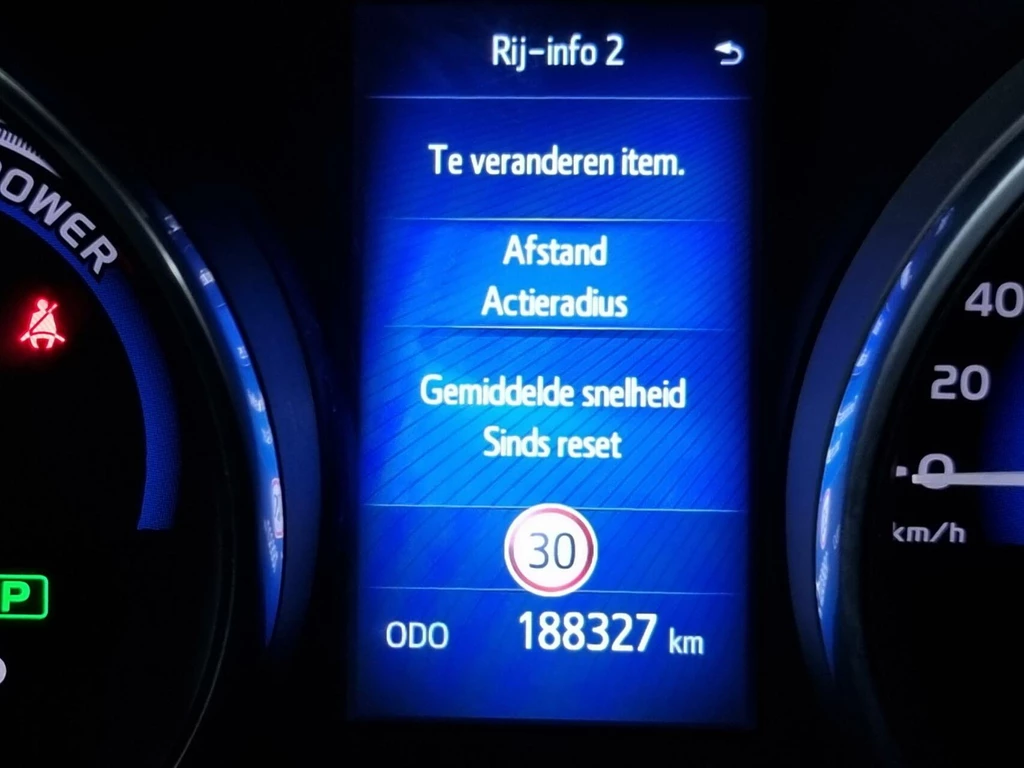 Rij-info 2
Te veranderen item.
Afstand
Actieradius
Gemiddelde snelheid
Sinds reset
30
ODO 188327 km
POWER
P
40
20
0
km/h